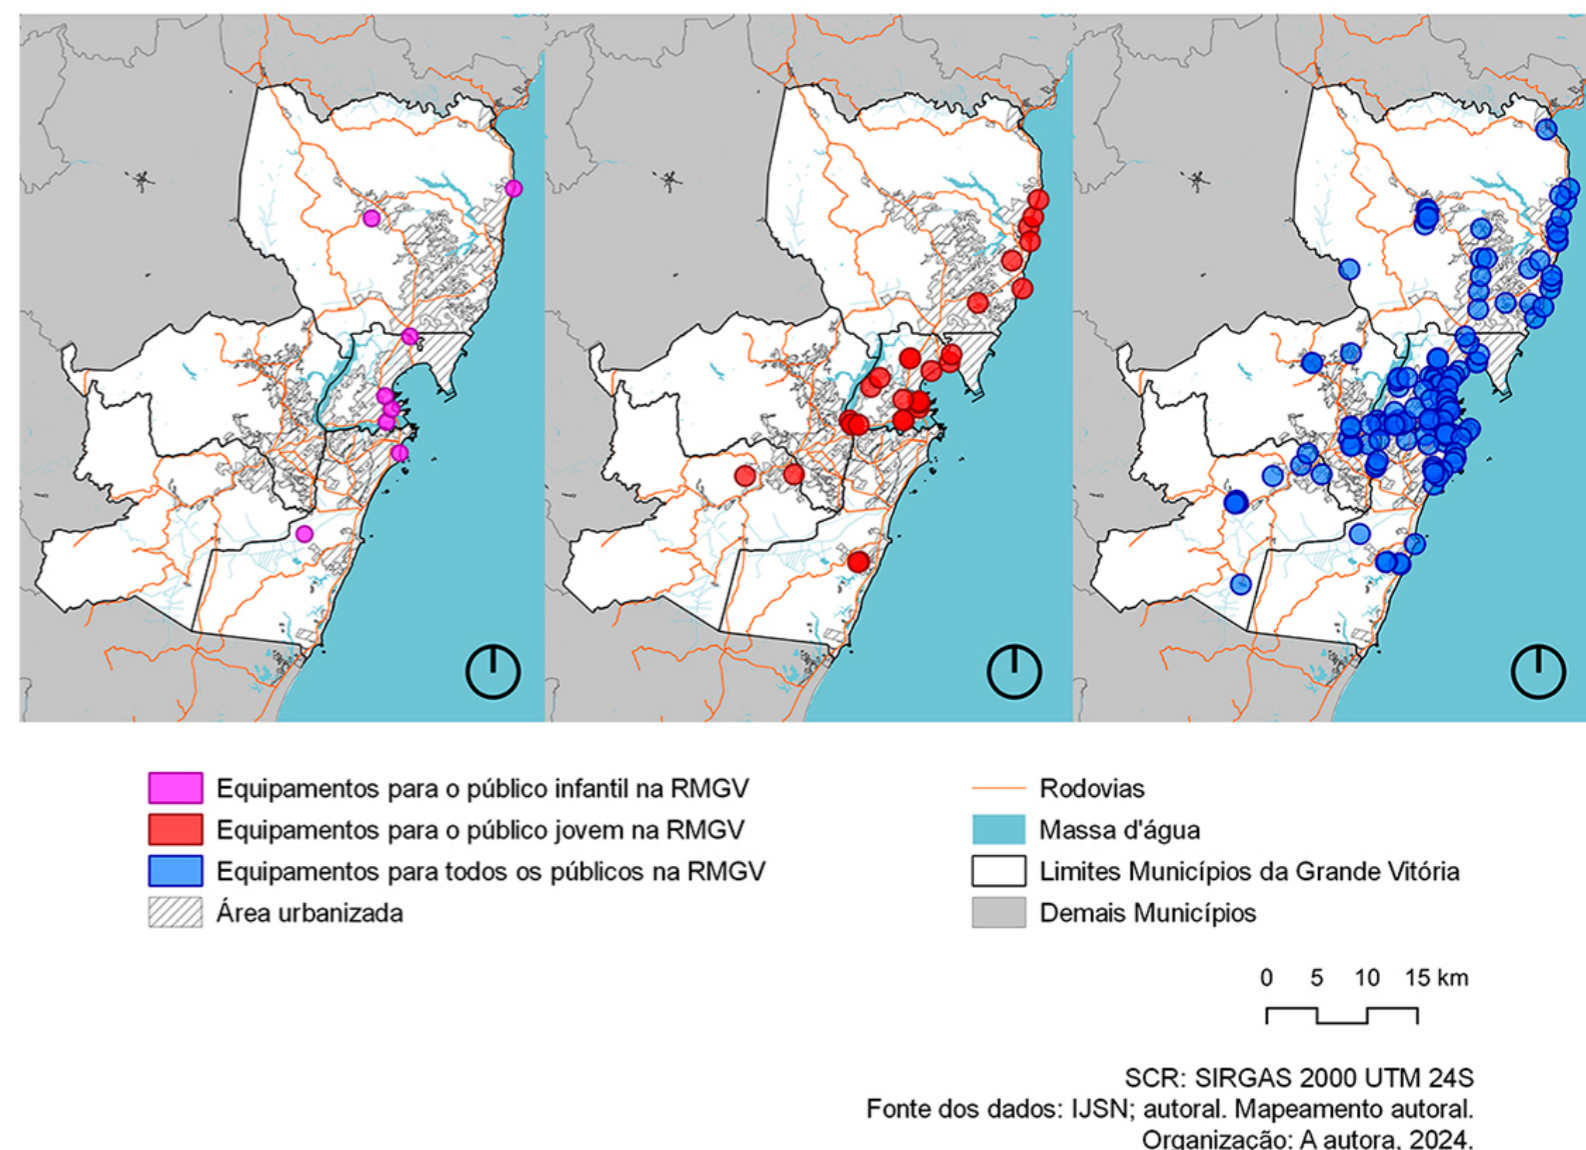 Equipamentos para o público infantil na RMGV
Equipamentos para o público jovem na RMGV
Equipamentos para todos os públicos na RMGV
Área urbanizada
Rodovias
Massa d'água
Limites Municípios da Grande Vitória
Demais Municípios
0 5 10 15 km
SCR: SIRGAS 2000 UTM 24S
Fonte dos dados: IJSN; autoral. Mapeamento autoral.
Organização: A autora, 2024.